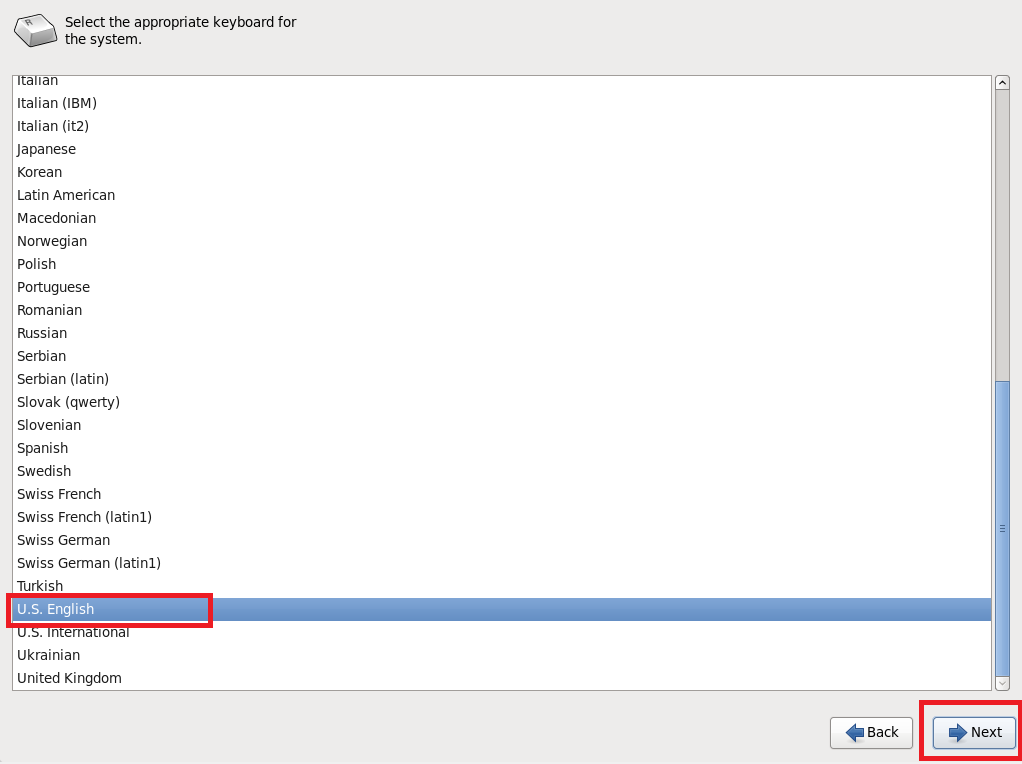 Select the appropriate keyboard for
the system.
Italian
Italian (IBM)
Italian (it2)
Japanese
Korean
Latin American
Macedonian
Norwegian
Polish
Portuguese
Romanian
Russian
Serbian
Serbian (latin)
Slovak (qwerty)
Slovenian
Spanish
Swedish
Swiss French
Swiss French (latin1)
Swiss German
Swiss German (latin1)
Turkish
U.S. English
U.S. International
Ukrainian
United Kingdom
Back
Next